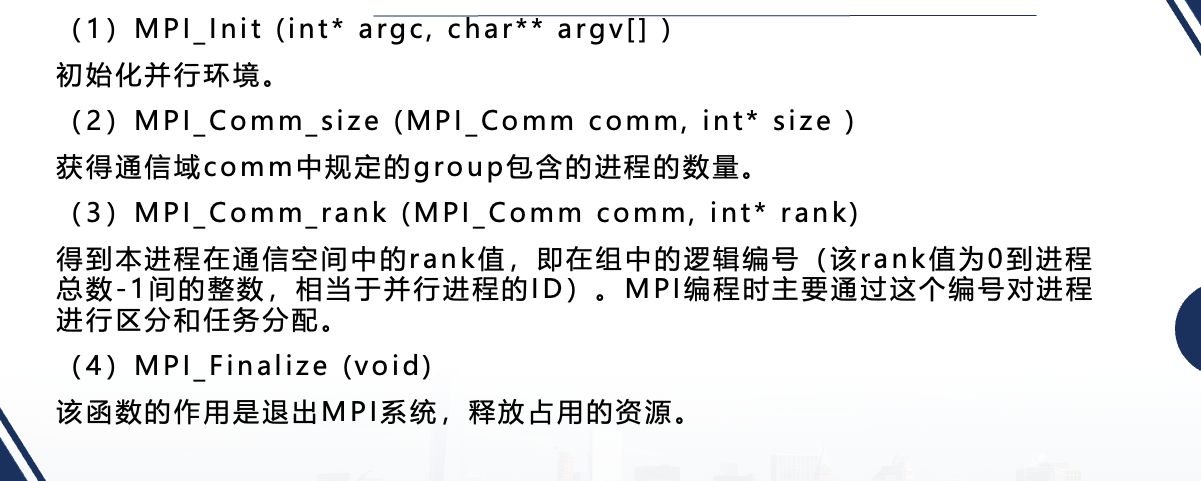 （1）MPI_Init (int* argc, char** argv[] )
初始化并行环境。
（2）MPI_Comm_size (MPI_Comm comm, int* size )
获得通信域comm中规定的group包含的进程的数量。
（3）MPI_Comm_rank (MPI_Comm comm, int* rank)
得到本进程在通信空间中的rank值，即在组中的逻辑编号（该rank值为0到进程
总数-1间的整数，相当于并行进程的ID）。MPI编程时主要通过这个编号对进程
进行区分和任务分配。
（4）MPI_Finalize (void)
该函数的作用是退出MPI系统，释放占用的资源。